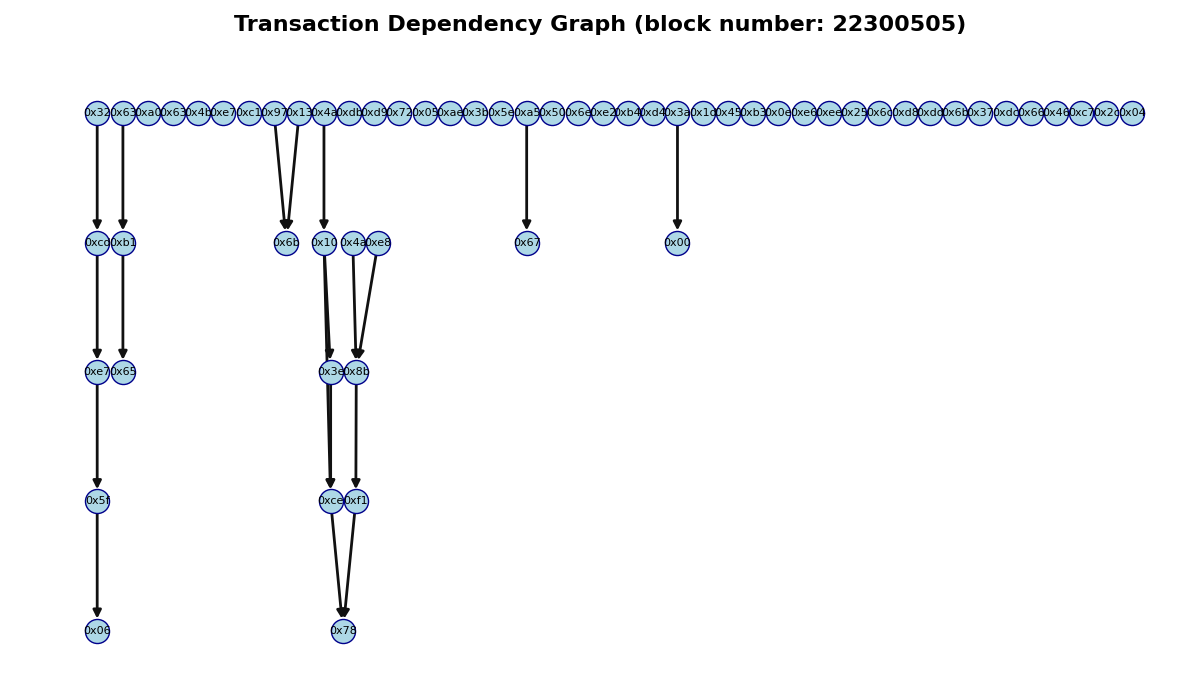 Transaction Dependency Graph (block number: 22300505)
0x32 0x63 0xa0 0x63 0x4b 0xe7 0xc1 0x97 0x13 0x4a 0xdb 0xd9 0x72 0x05 0xae 0x3b 0x5e 0xa5 0x50 0x6e 0xe2 0xb4 0xd4 0x3a 0x1d 0x45 0xb3 0x0e 0xe6 0xee 0x25 0x6c 0xd8 0xdd 0x6b 0x37 0xdc 0x66 0x46 0xc7 0x2c 0x04
0xcd 0xb1 0x6b 0x10 0x4a 0xe8 0x67 0x00
0xe7 0x65 0x3e 0x8b
0x5f 0xce 0xf1
0x06 0x78